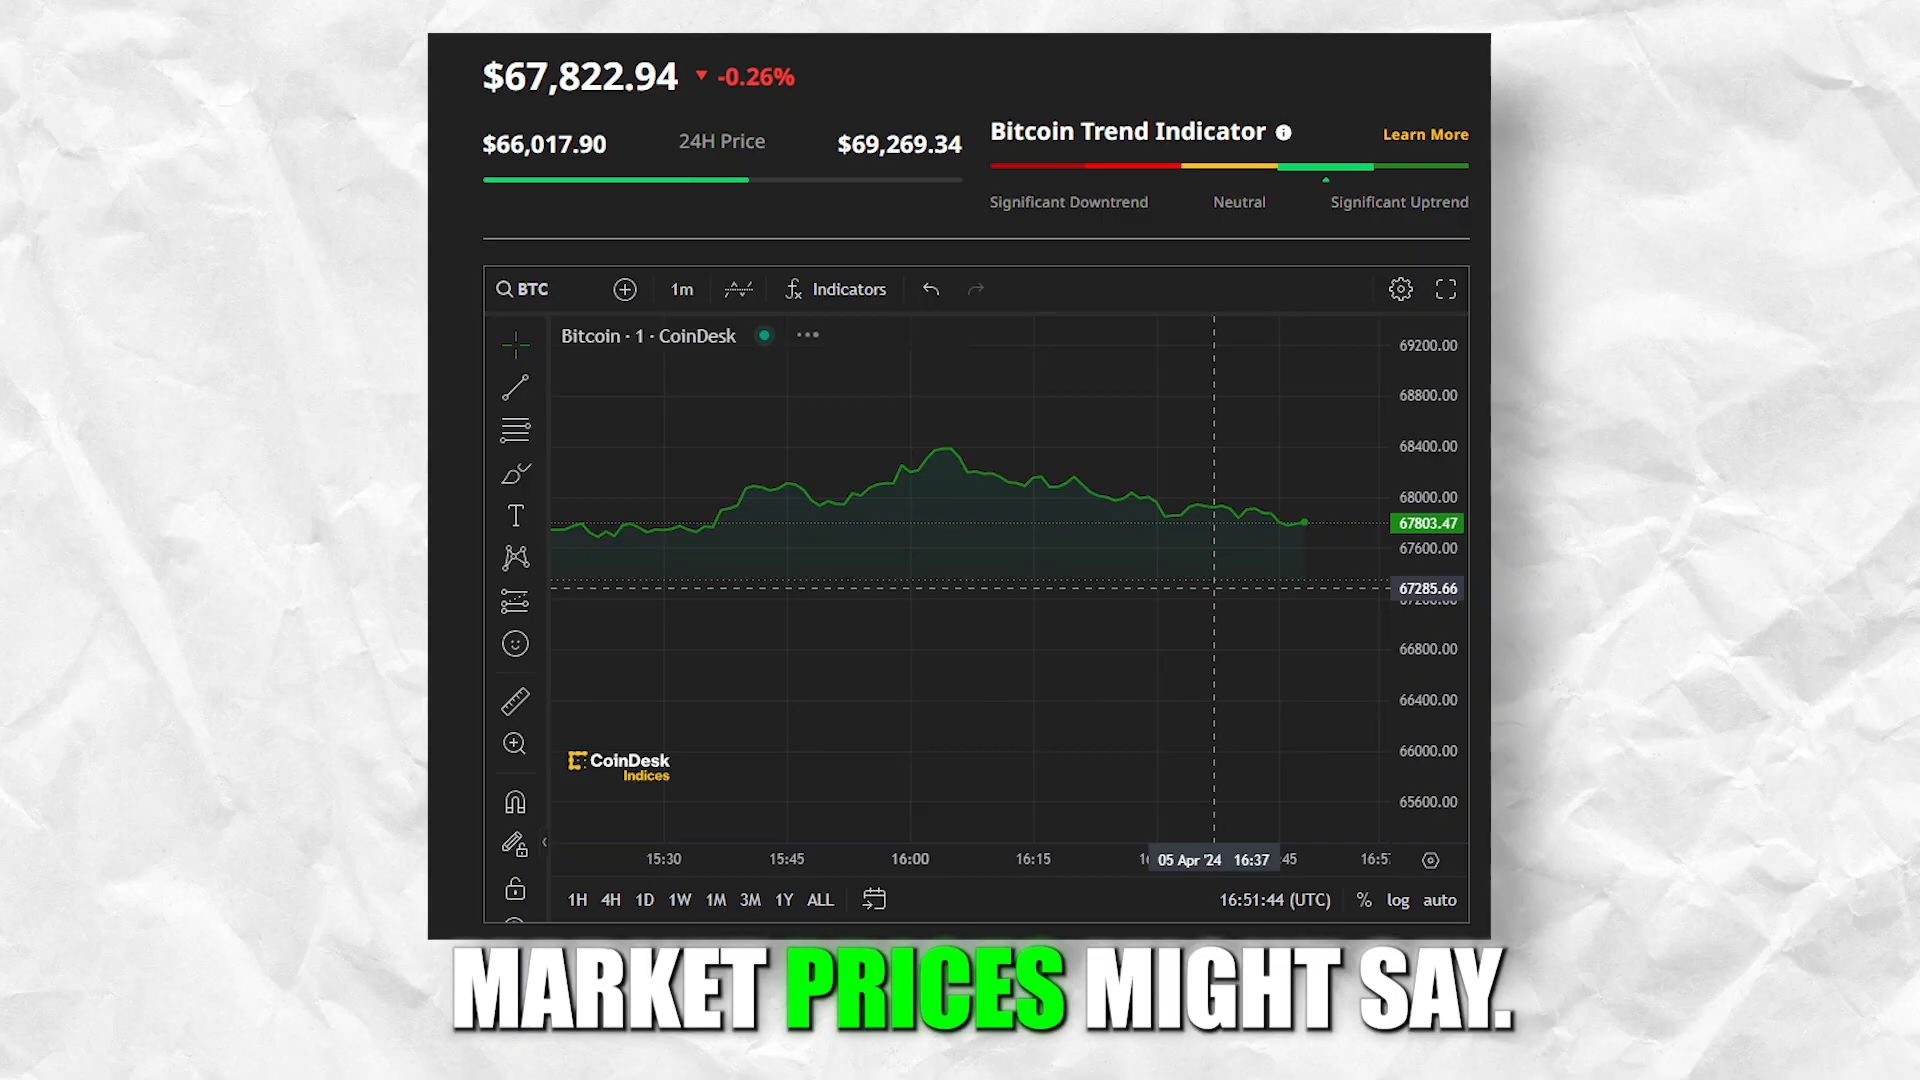 $67,822.94 -0.26%
$66,017.90 24H Price $69,269.34
Bitcoin Trend Indicator Learn More
Significant Downtrend Neutral Significant Uptrend
BTC 1m Indicators
Bitcoin · 1 · CoinDesk
69200.00
68800.00
68400.00
68000.00
67803.47
67600.00
67285.66
66800.00
66400.00
66000.00
65600.00
CoinDesk
Indices
15:30 15:45 16:00 16:15 05 Apr '24 16:37 :45
1H 4H 1D 1W 1M 3M 1Y ALL 16:51:44 (UTC) % log auto
MARKET PRICES MIGHT SAY.